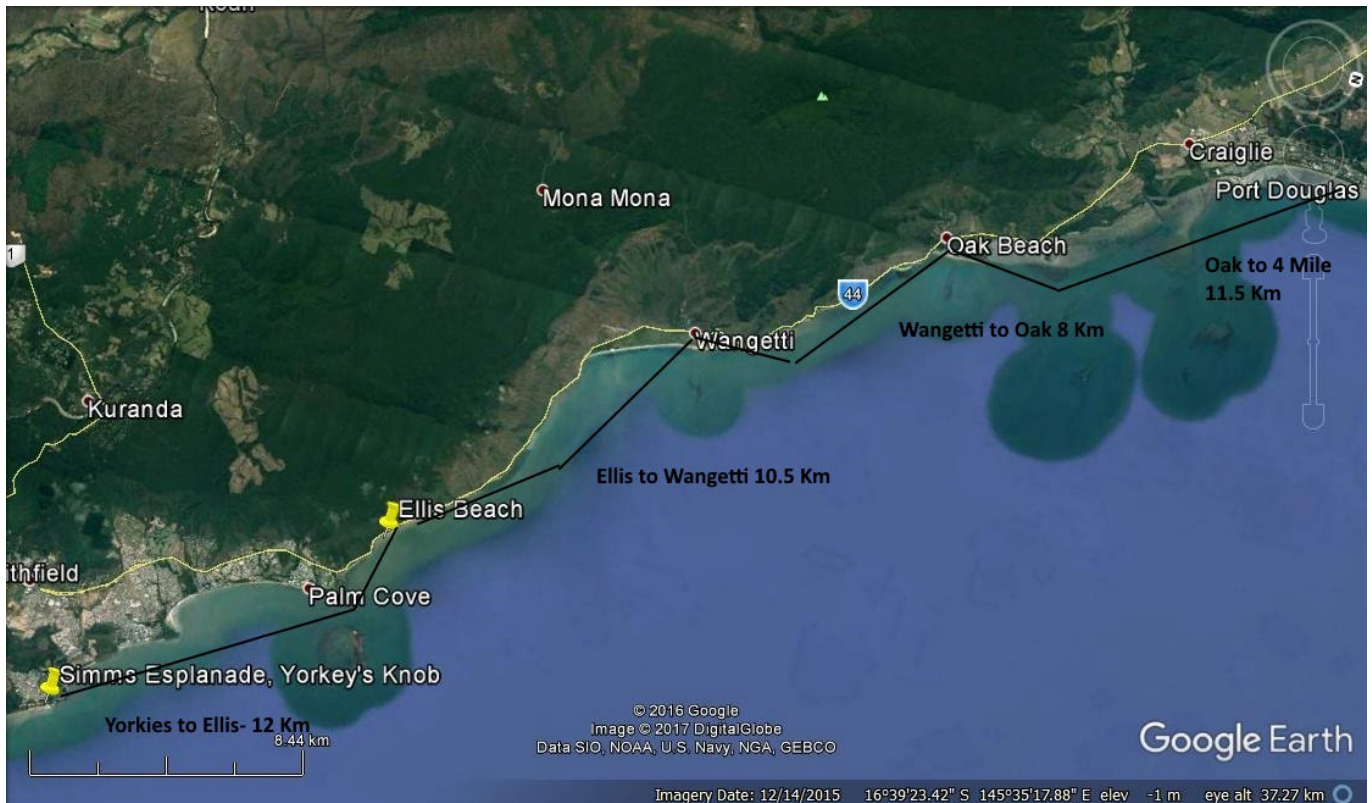 Mona Mona
Craiglie
Port Douglas
1
Oak Beach
Oak to 4 Mile
11.5 Km
44
Wangetti to Oak 8 Km
Wangetti
Kuranda
Ellis to Wangetti 10.5 Km
Ellis Beach
ithfield
Palm Cove
Simms Esplanade, Yorkey's Knob
Yorkies to Ellis- 12 Km
8.44 km
© 2016 Google
Image © 2017 DigitalGlobe
Data SIO, NOAA, U.S. Navy, NGA, GEBCO
Google Earth
Imagery Date: 12/14/2015 16°39'23.42" S 145°35'17.88" E elev -1 m eye alt 37.27 km